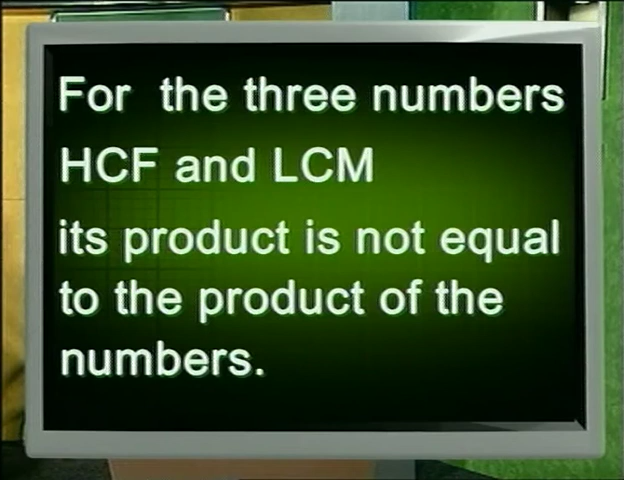 For the three numbers
HCF and LCM
its product is not equal
to the product of the
numbers.